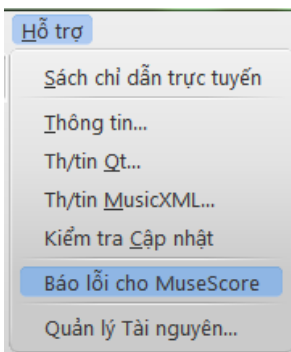 Hỗ trợ
Sách chỉ dẫn trực tuyến
Thông tin...
Th/tin Qt...
Th/tin MusicXML...
Kiểm tra Cập nhật
Báo lỗi cho MuseScore
Quản lý Tài nguyên...